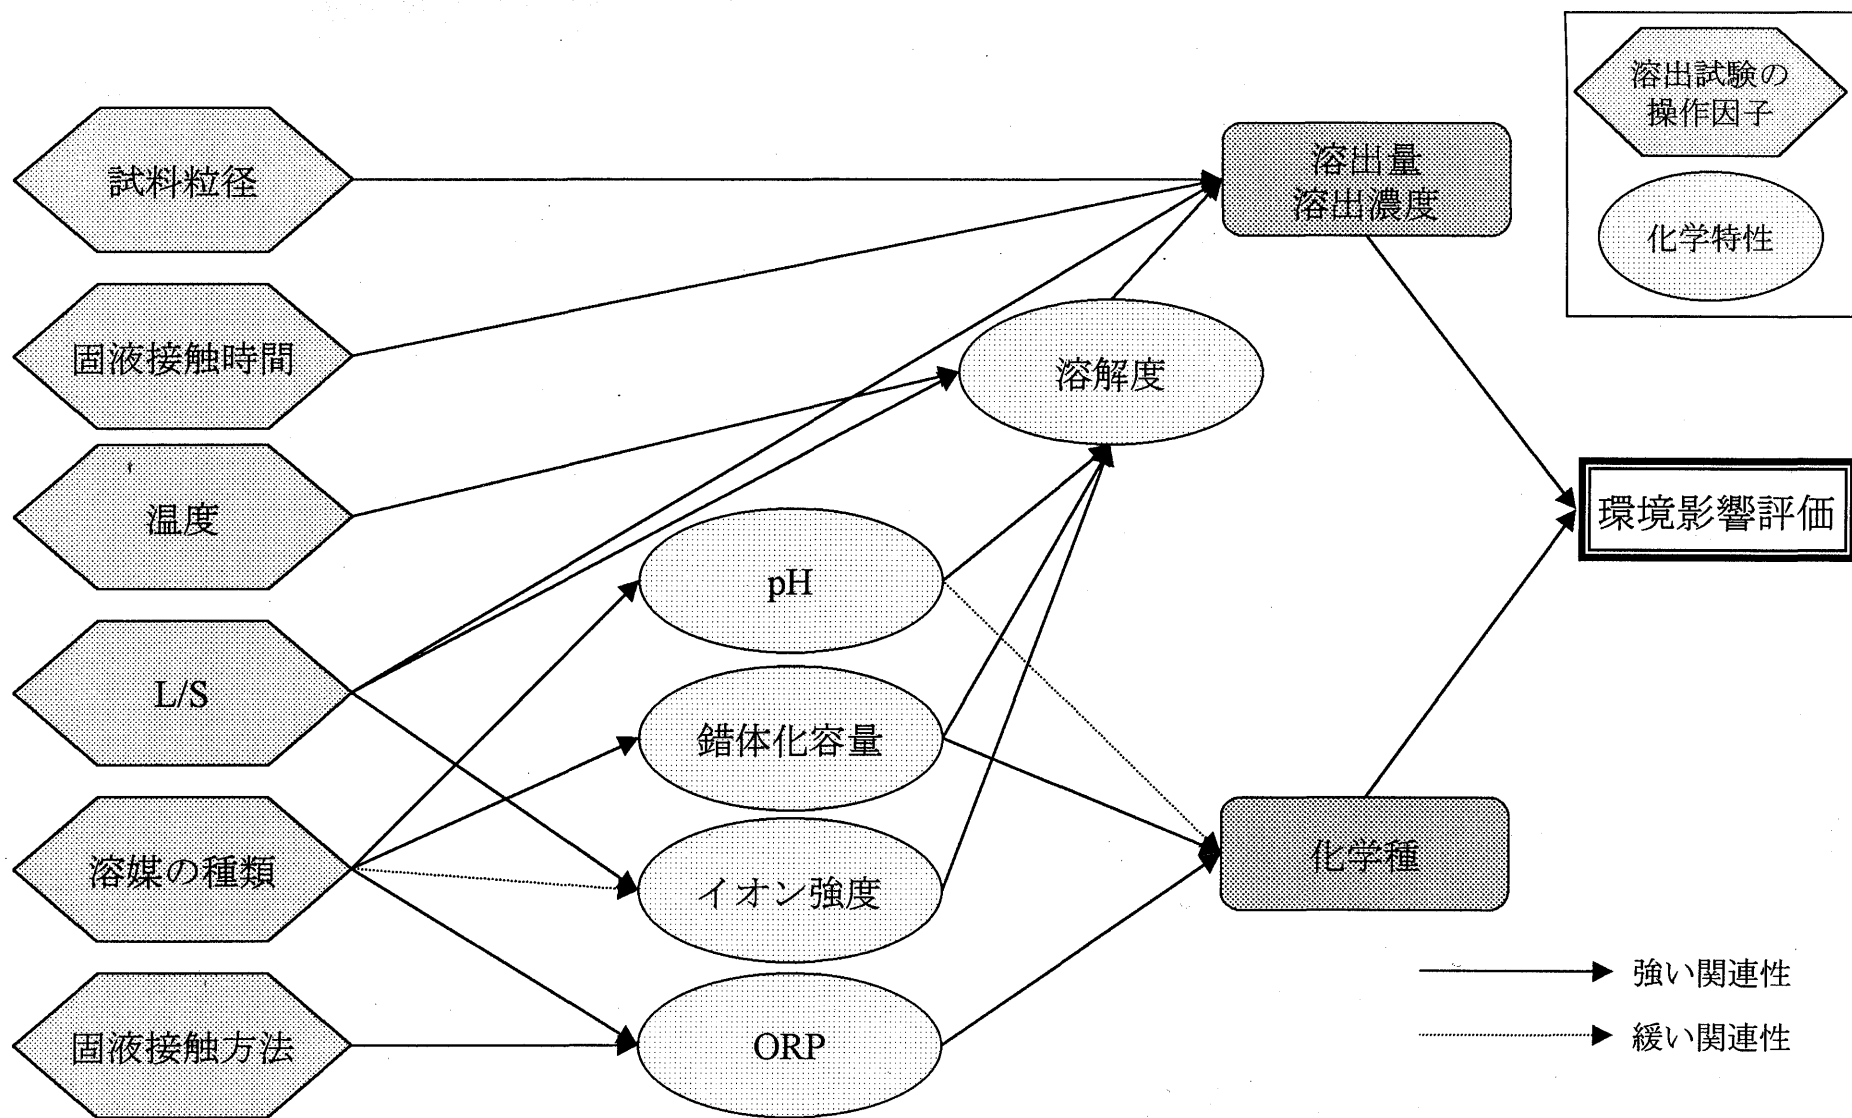 溶出試験の
操作因子
化学特性
試料粒径
固液接触時間
温度
L/S
溶媒の種類
固液接触方法
溶解度
pH
錯体化容量
イオン強度
ORP
溶出量
溶出濃度
化学種
環境影響評価
強い関連性
緩い関連性